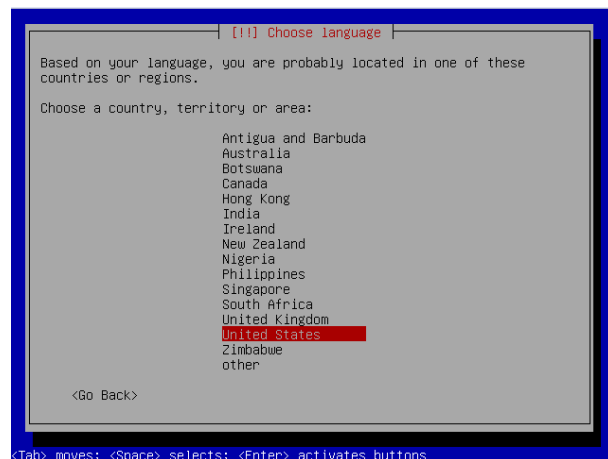 [!!] Choose language
Based on your language, you are probably located in one of these
countries or regions.
Choose a country, territory or area:
Antigua and Barbuda
Australia
Botswana
Canada
Hong Kong
India
Ireland
New Zealand
Nigeria
Philippines
Singapore
South Africa
United Kingdom
United States
Zimbabwe
other
<Go Back>
<Tab> moves; <Space> selects; <Enter> activates buttons